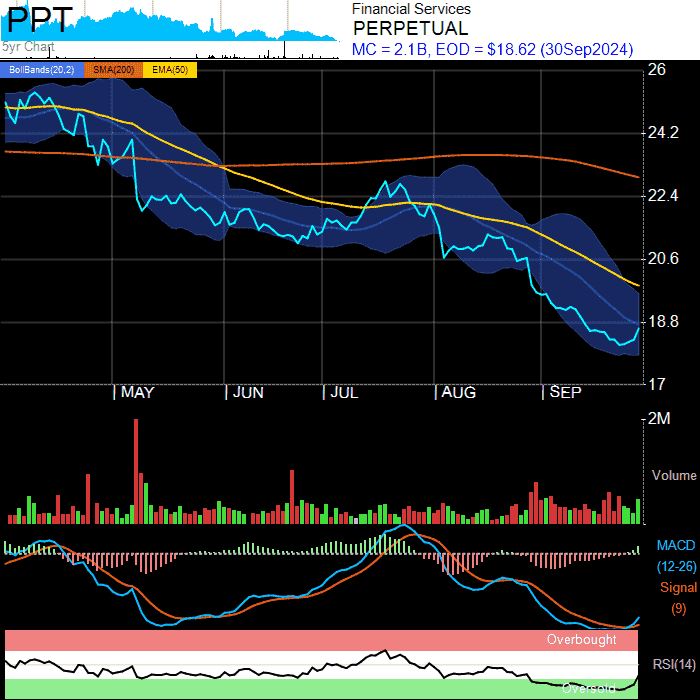 PPT
5yr Chart
Financial Services
PERPETUAL
MC = 2.1B, EOD = $18.62 (30Sep2024)
BollBands(20,2) SMA(200) EMA(50)
26
24.2
22.4
20.6
18.8
17
MAY JUN JUL AUG SEP
2M
Volume
MACD
(12-26)
Signal
(9)
Overbought
RSI(14)
Oversold